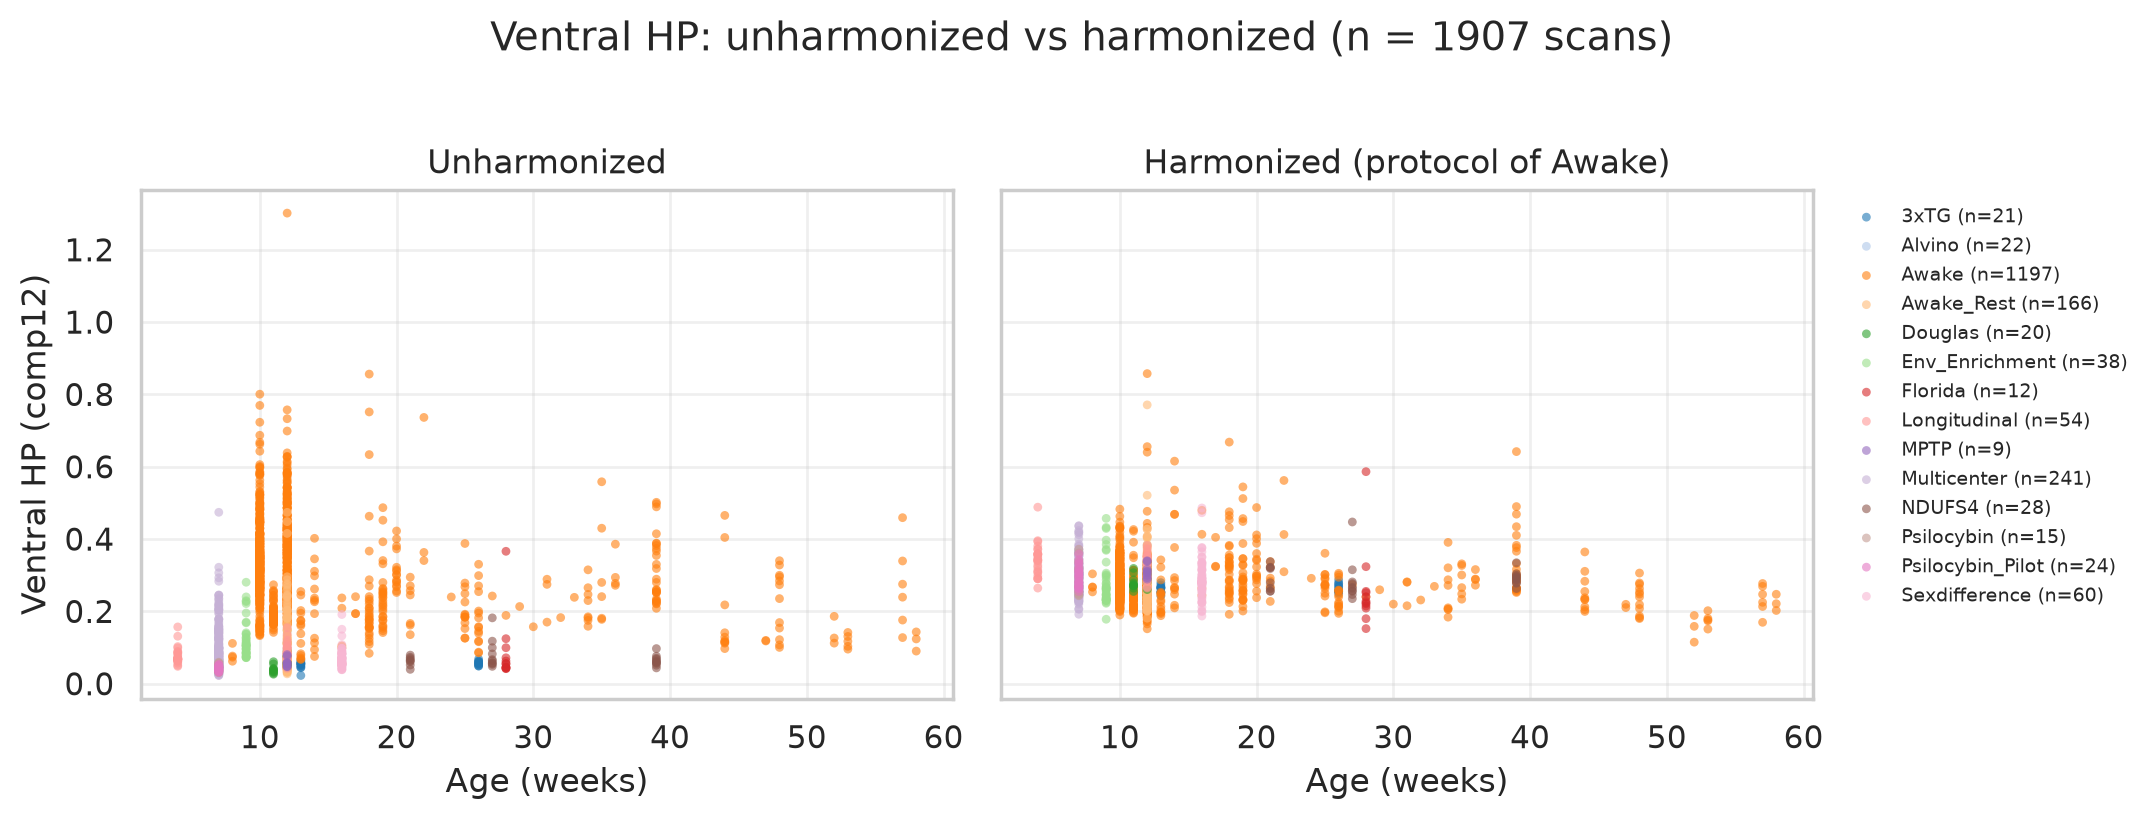 Ventral HP: unharmonized vs harmonized (n = 1907 scans)
Unharmonized
Harmonized (protocol of Awake)
Ventral HP (comp12)
1.2
1.0
0.8
0.6
0.4
0.2
0.0
10 20 30 40 50 60
Age (weeks)
10 20 30 40 50 60
Age (weeks)
3xTG (n=21)
Alvino (n=22)
Awake (n=1197)
Awake_Rest (n=166)
Douglas (n=20)
Env_Enrichment (n=38)
Florida (n=12)
Longitudinal (n=54)
MPTP (n=9)
Multicenter (n=241)
NDUFS4 (n=28)
Psilocybin (n=15)
Psilocybin_Pilot (n=24)
Sexdifference (n=60)